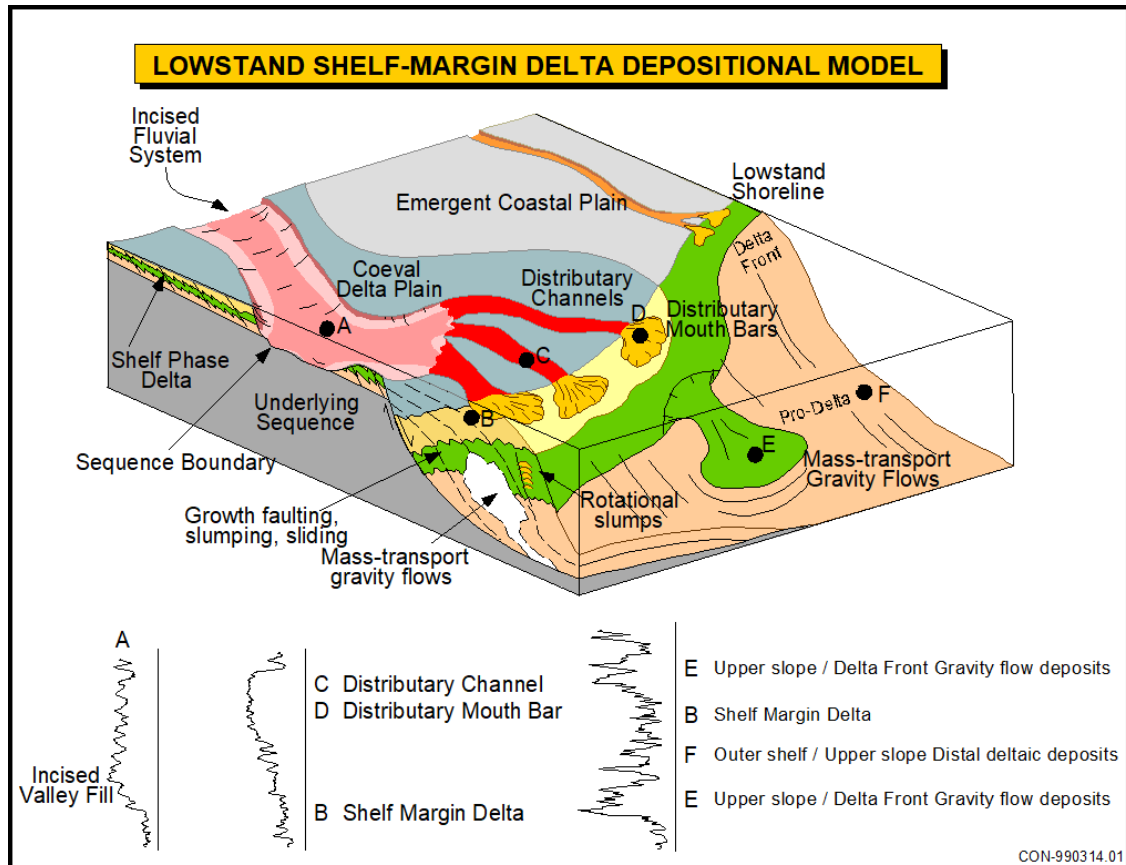 LOWSTAND SHELF-MARGIN DELTA DEPOSITIONAL MODEL
Incised
Fluvial
System
Lowstand
Shoreline
Emergent Coastal Plain
Delta
Front
Coeval
Delta Plain
Distributary
Channels
Distributary
Mouth Bars
A
D
C
Shelf Phase
Delta
Underlying
Sequence
B
Pro-Delta
F
E
Sequence Boundary
Mass-transport
Gravity Flows
Rotational
slumps
Growth faulting,
slumping, sliding
Mass-transport
gravity flows
A
Incised
Valley Fill
C Distributary Channel
D Distributary Mouth Bar
B Shelf Margin Delta
E Upper slope / Delta Front Gravity flow deposits
B Shelf Margin Delta
F Outer shelf / Upper slope Distal deltaic deposits
E Upper slope / Delta Front Gravity flow deposits
CON-990314.01